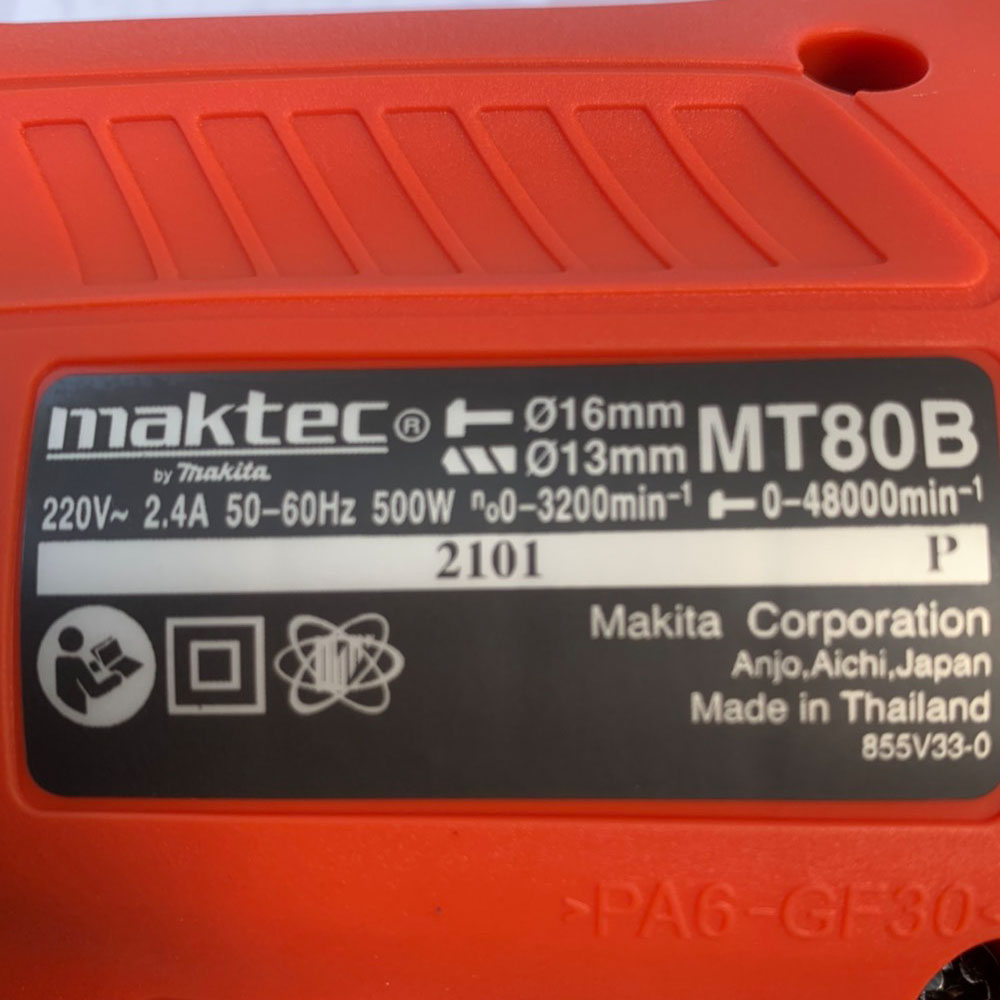 maktec® Ø16mm MT80B
by makita Ø13mm
220V~ 2.4A 50-60Hz 500W n₀0-3200min⁻¹ 0-48000min⁻¹
2101 P
Makita Corporation
Anjo,Aichi,Japan
Made in Thailand
855V33-0
>PA6-GF30<